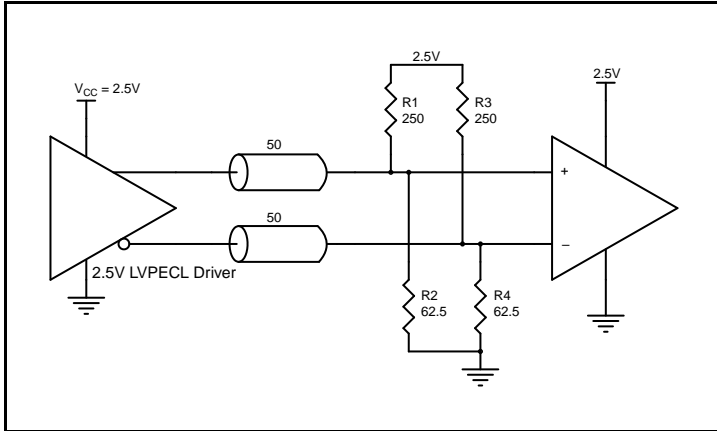 2.5V
V_CC = 2.5V
2.5V
R1
250
R3
250
50
+
50
–
2.5V LVPECL Driver
R2
62.5
R4
62.5